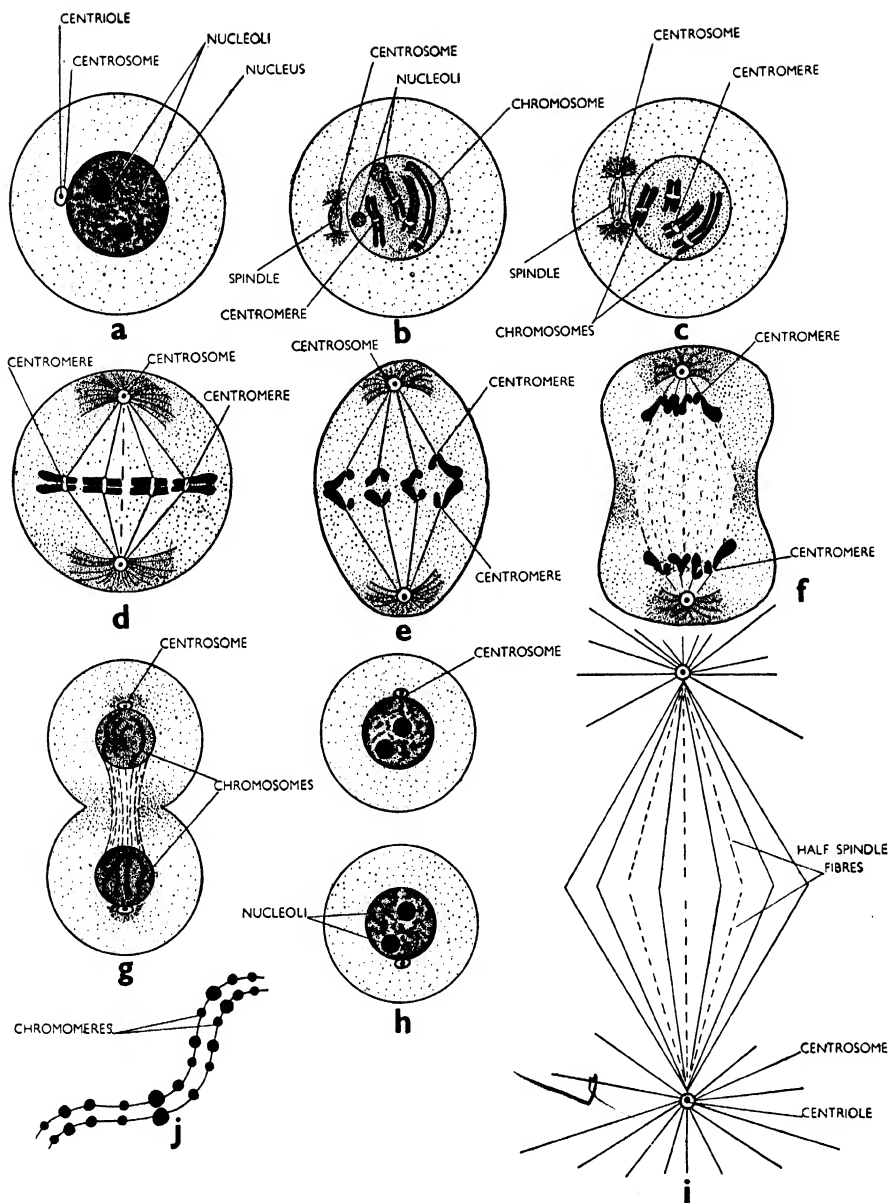 CENTRIOLE
CENTROSOME
NUCLEOLI
NUCLEUS
a
CENTROSOME
NUCLEOLI
CHROMOSOME
SPINDLE
CENTROMERE
b
CENTROSOME
CENTROMERE
SPINDLE
CHROMOSOMES
c
CENTROMERE
CENTROSOME
CENTROMERE
d
CENTROSOME
CENTROMERE
CENTROMERE
e
CENTROMERE
CENTROMERE
f
CENTROSOME
CHROMOSOMES
g
CENTROSOME
NUCLEOLI
h
HALF SPINDLE
FIBRES
CENTROSOME
CENTRIOLE
i
CHROMOMERES
j